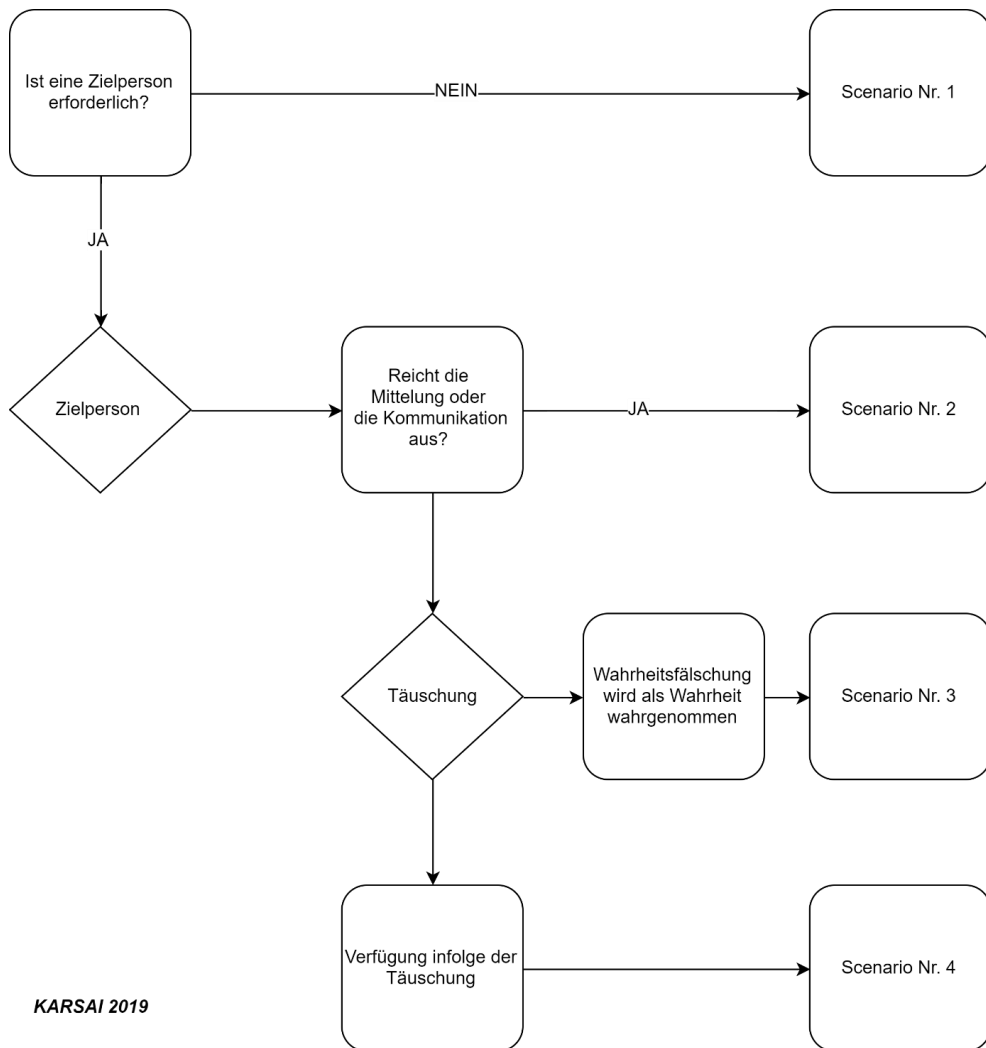 Ist eine Zielperson
erforderlich?
NEIN
Scenario Nr. 1
JA
Zielperson
Reicht die
Mittelung oder
die Kommunikation
aus?
JA
Scenario Nr. 2
Täuschung
Wahrheitsfälschung
wird als Wahrheit
wahrgenommen
Scenario Nr. 3
Verfügung infolge der
Täuschung
Scenario Nr. 4
KARSAI 2019